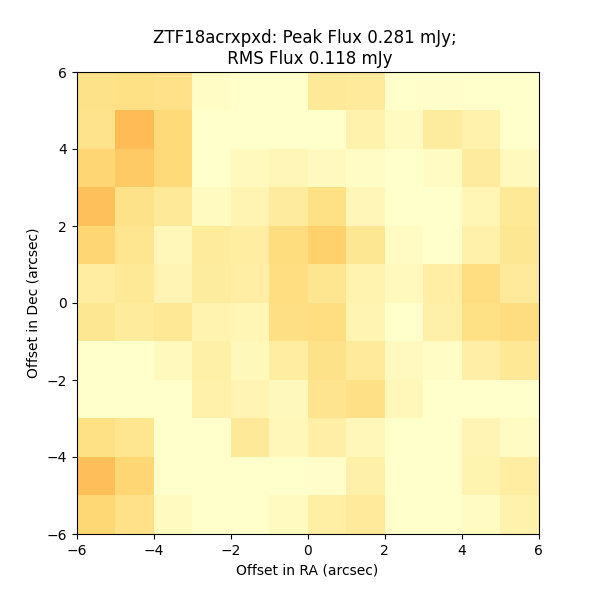 ZTF18acrxpxd: Peak Flux 0.281 mJy;
RMS Flux 0.118 mJy
6
4
2
0
−2
−4
−6
Offset in Dec (arcsec)
−6 −4 −2 0 2 4 6
Offset in RA (arcsec)